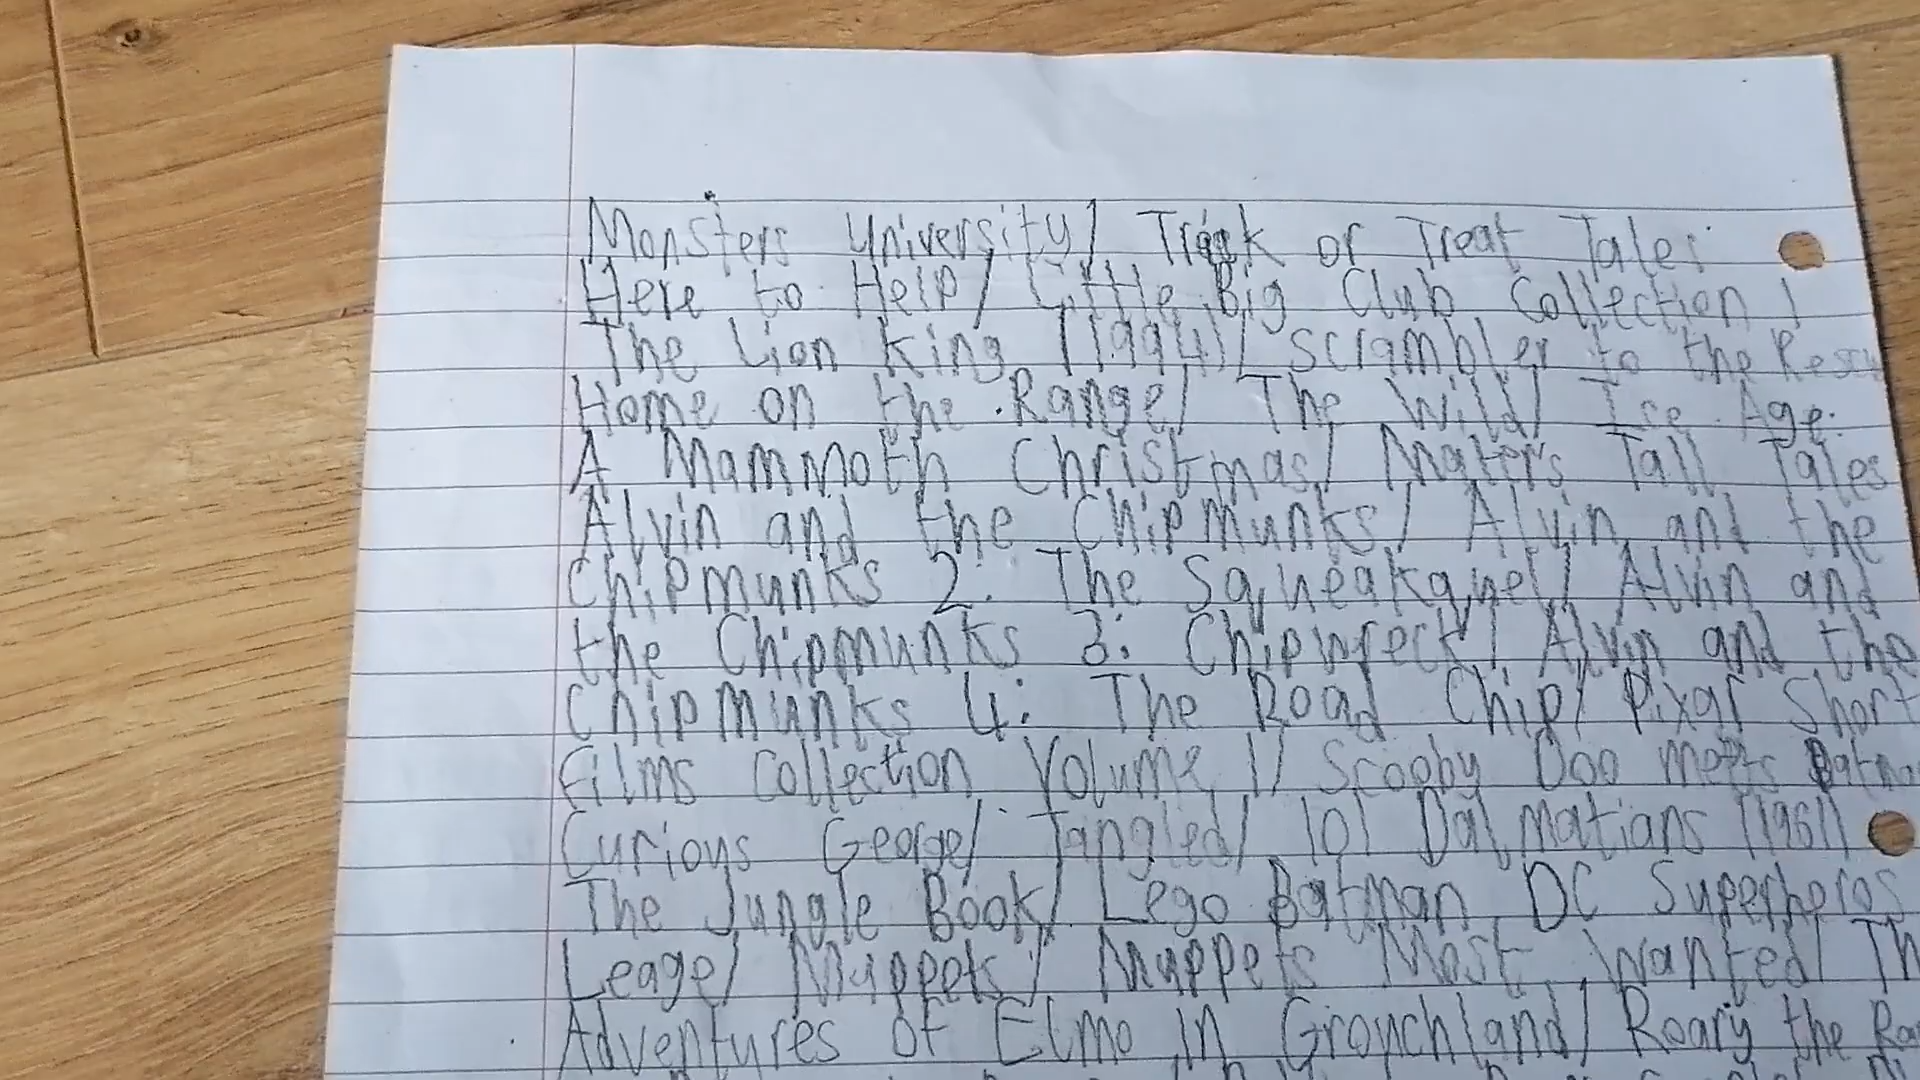 Monsters University/ Trick or Treat Tales
Here to Help/ Little Big Club Collection /
The Lion King (1994)/ Scrambler to the Rescu
Home on the Range/ The Wild/ Ice Age:
A Mammoth Christmas/ Mater's Tall Tales
Alvin and the Chipmunks/ Alvin and the
Chipmunks 2: The Squeakquel/ Alvin and
the Chipmunks 3: Chipwreck/ Alvin and the
Chipmunks 4: The Road Chip/ Pixar Short
Films Collection Volume 1/ Scooby Doo meets Batma
Curious George/ Tangled/ 101 Dalmatians (1961)
The Jungle Book/ Lego Batman DC Superheros
Leage/ Muppets/ Muppets Most Wanted/ Th
Adventures of Elmo in Grouchland/ Roary the Ra